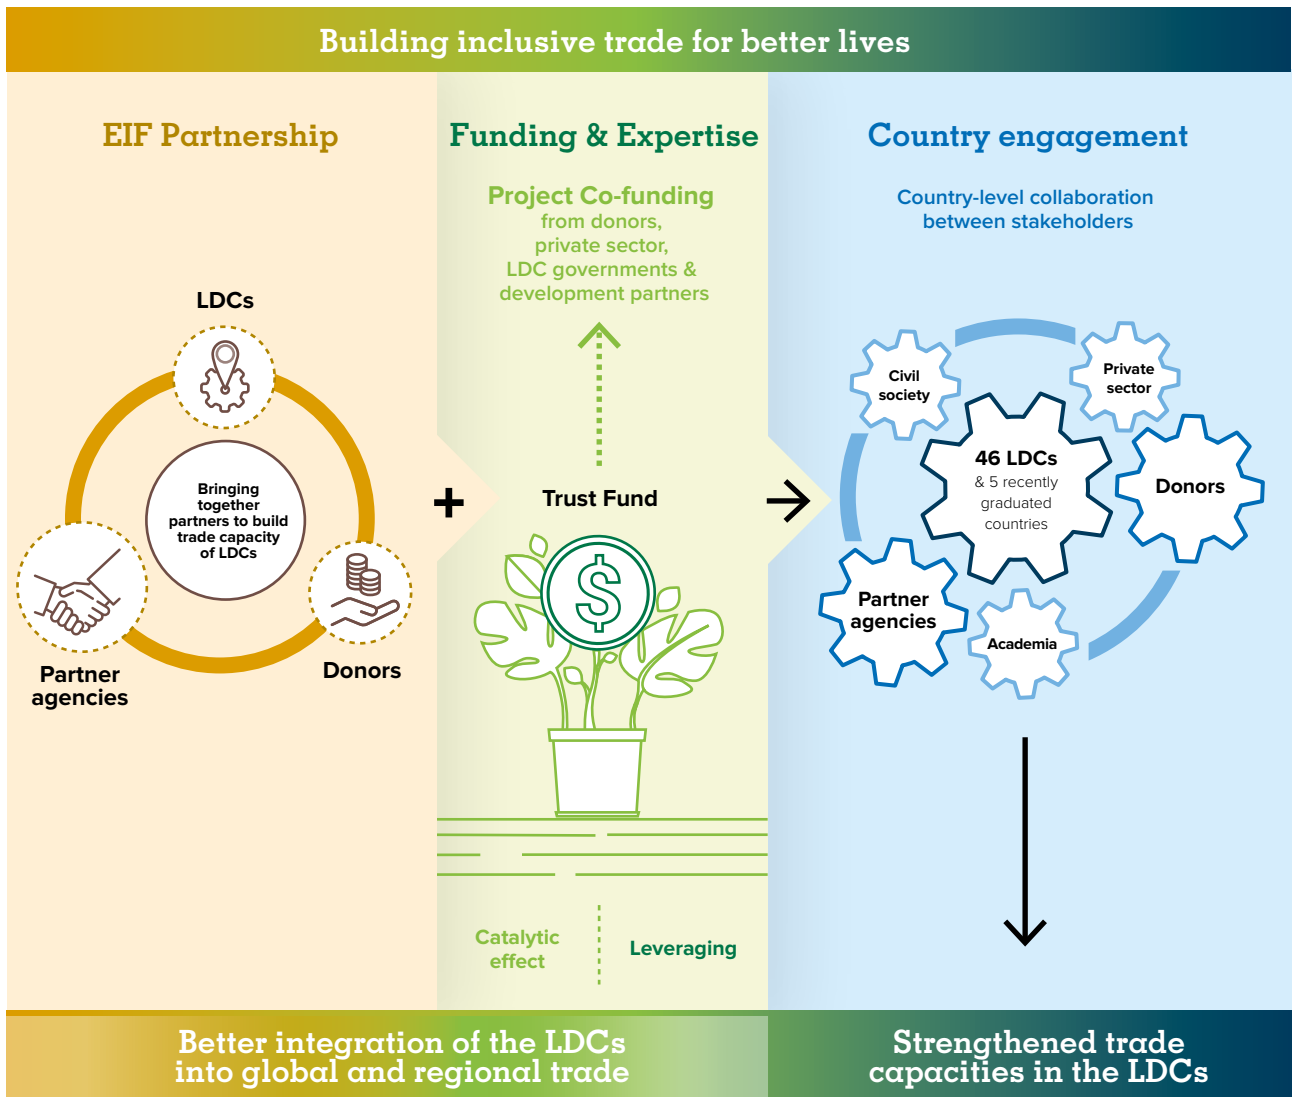 Building inclusive trade for better lives
EIF Partnership
LDCs
Bringing
together
partners to build
trade capacity
of LDCs
Partner
agencies
Donors
+
Funding & Expertise
Project Co-funding
from donors,
private sector,
LDC governments &
development partners
Trust Fund
$
Catalytic
effect
Leveraging
Country engagement
Country-level collaboration
between stakeholders
Civil
society
Private
sector
46 LDCs
& 5 recently
graduated
countries
Donors
Partner
agencies
Academia
Better integration of the LDCs
into global and regional trade
Strengthened trade
capacities in the LDCs